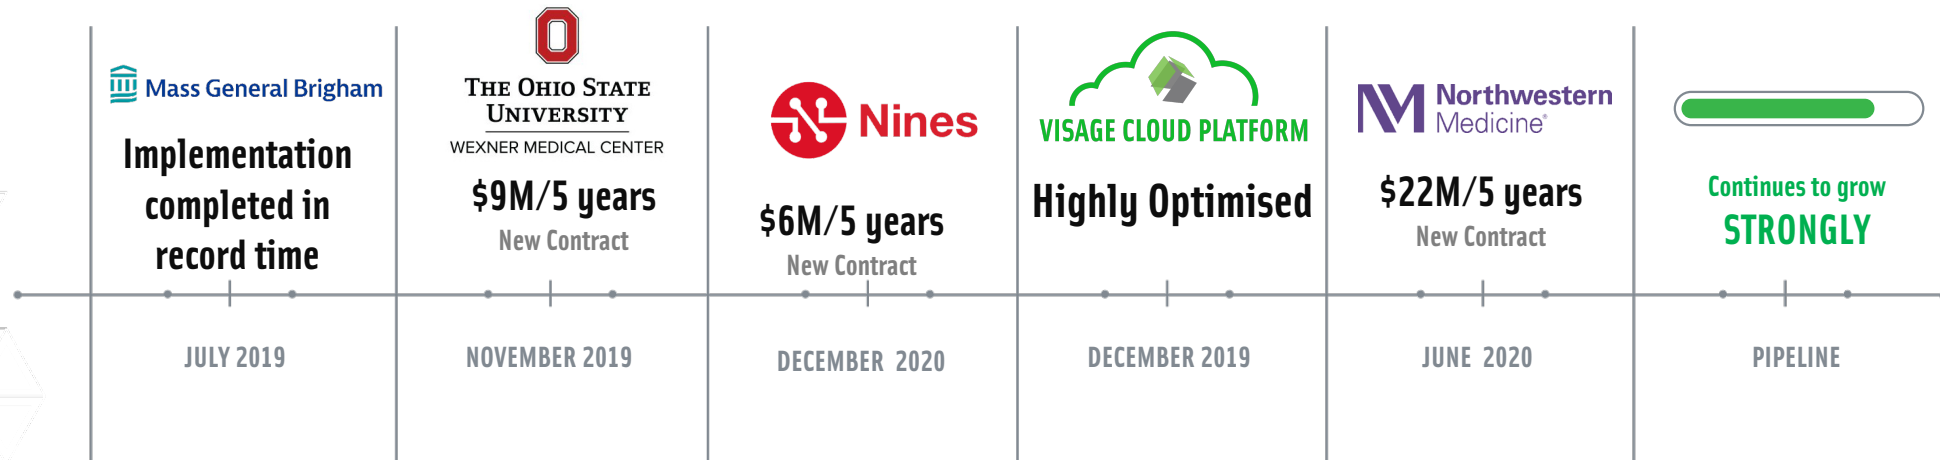 Mass General Brigham
Implementation
completed in
record time
JULY 2019
THE OHIO STATE
UNIVERSITY
WEXNER MEDICAL CENTER
$9M/5 years
New Contract
NOVEMBER 2019
Nines
$6M/5 years
New Contract
DECEMBER 2020
VISAGE CLOUD PLATFORM
Highly Optimised
DECEMBER 2019
Northwestern
Medicine®
$22M/5 years
New Contract
JUNE 2020
Continues to grow
STRONGLY
PIPELINE